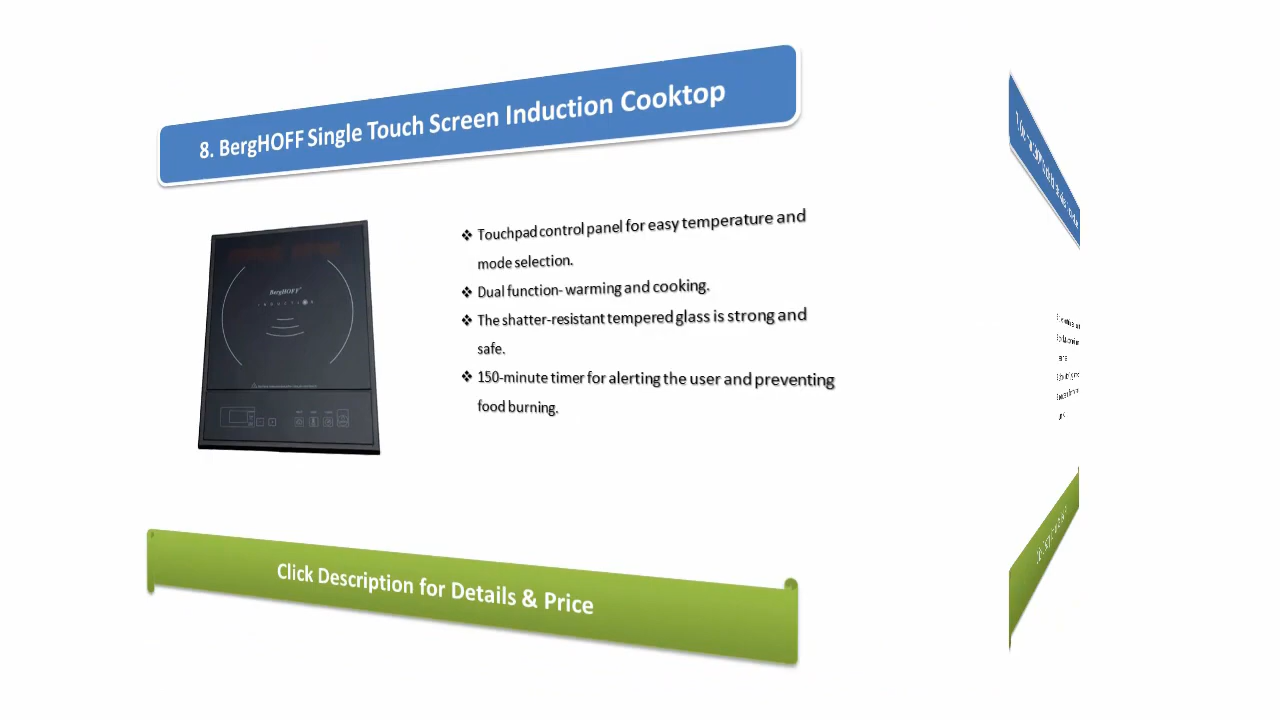 8. BergHOFF Single Touch Screen Induction Cooktop
❖ Touchpad control panel for easy temperature and
mode selection.
❖ Dual function- warming and cooking.
❖ The shatter-resistant tempered glass is strong and
safe.
❖ 150-minute timer for alerting the user and preventing
food burning.
BergHOFF
INDUCTION
Click Description for Details & Price